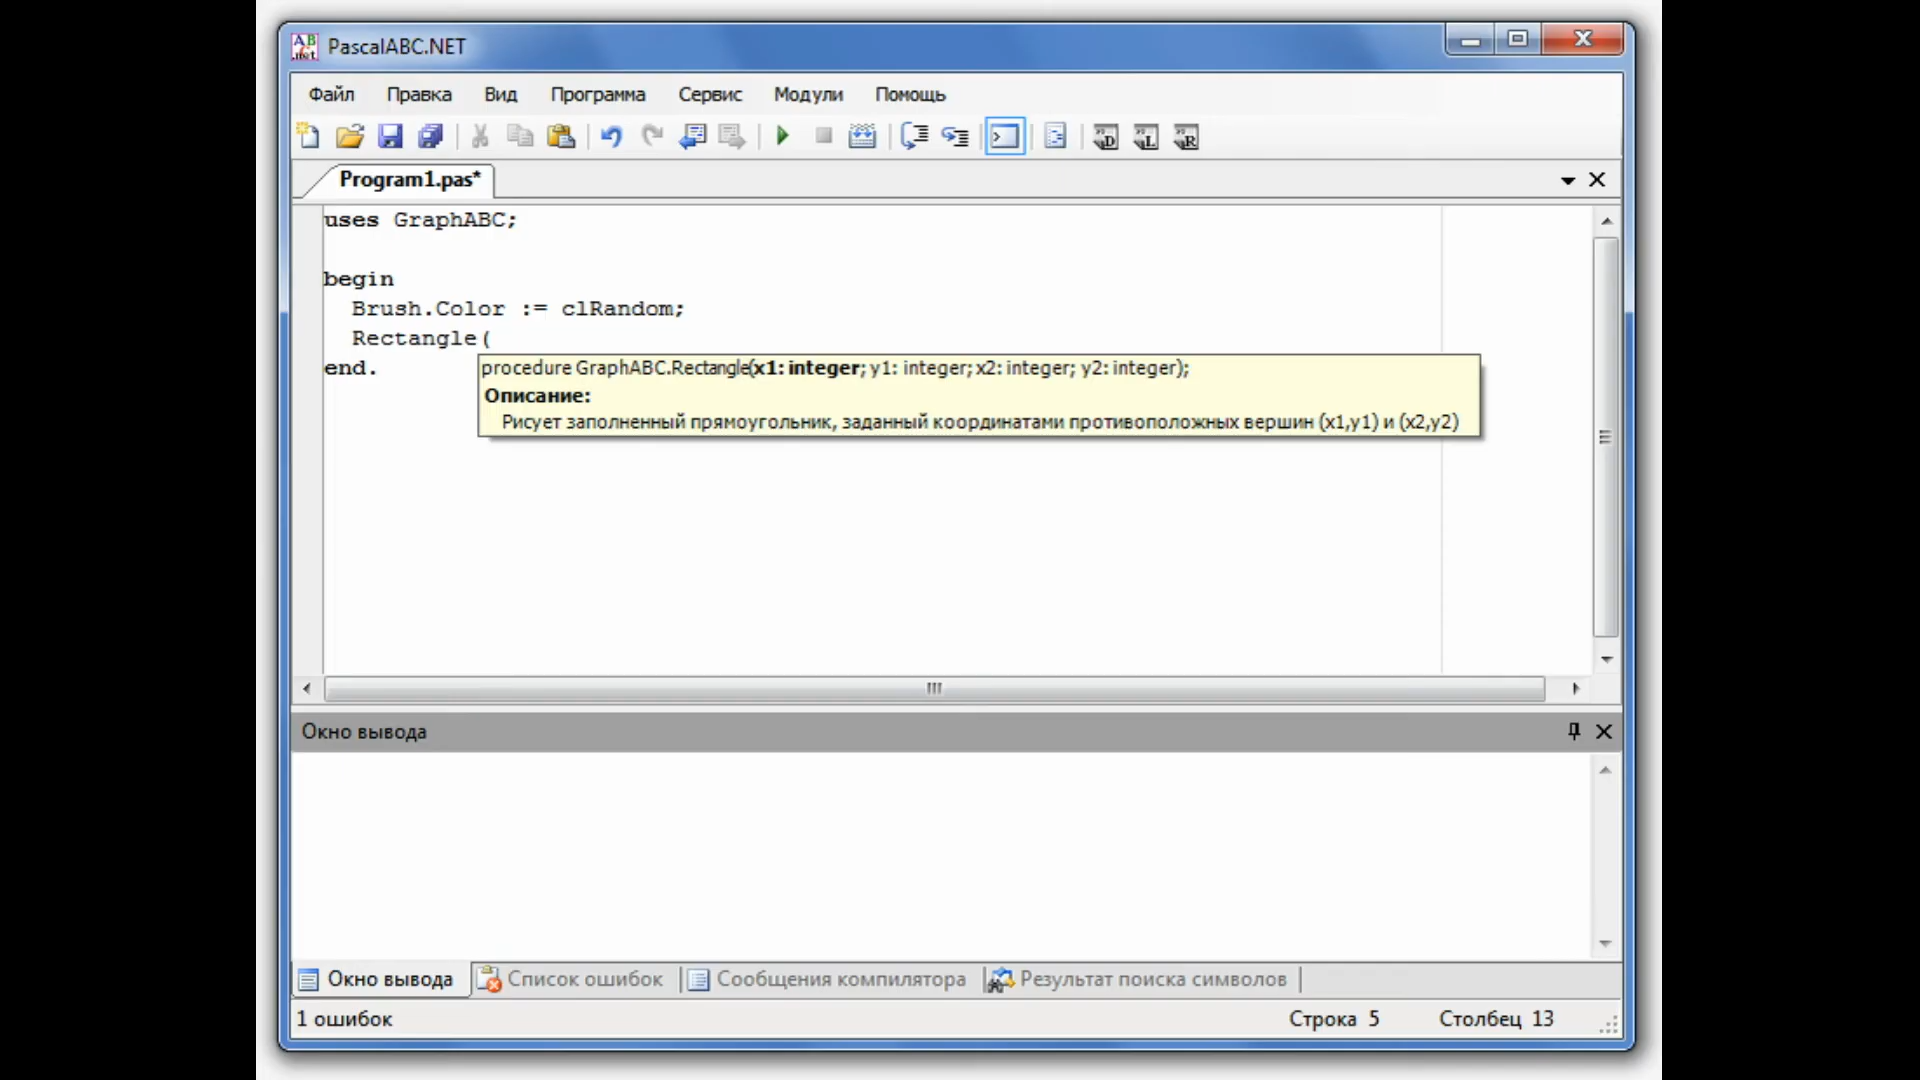 PascalABC.NET
Файл Правка Вид Программа Сервис Модули Помощь
Program1.pas*
uses GraphABC;
begin
Brush.Color := clRandom;
Rectangle(
end.
procedure GraphABC.Rectangle(x1: integer; y1: integer; x2: integer; y2: integer);
Описание:
Рисует заполненный прямоугольник, заданный координатами противоположных вершин (x1,y1) и (x2,y2)
Окно вывода
Окно вывода Список ошибок Сообщения компилятора Результат поиска символов
1 ошибок Строка 5 Столбец 13